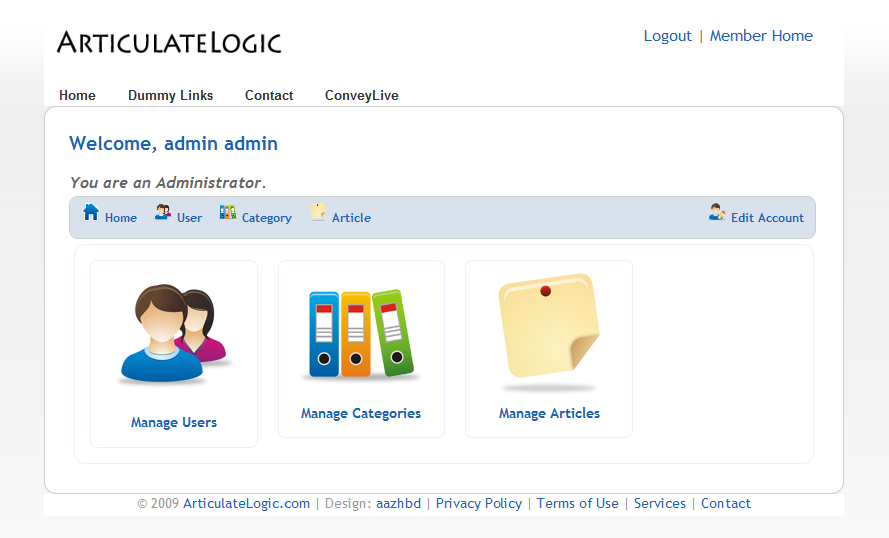 ArticulateLogic
Logout | Member Home
Home Dummy Links Contact ConveyLive
Welcome, admin admin
You are an Administrator.
Home User Category Article Edit Account
Manage Users Manage Categories Manage Articles
© 2009 ArticulateLogic.com | Design: aazhbd | Privacy Policy | Terms of Use | Services | Contact